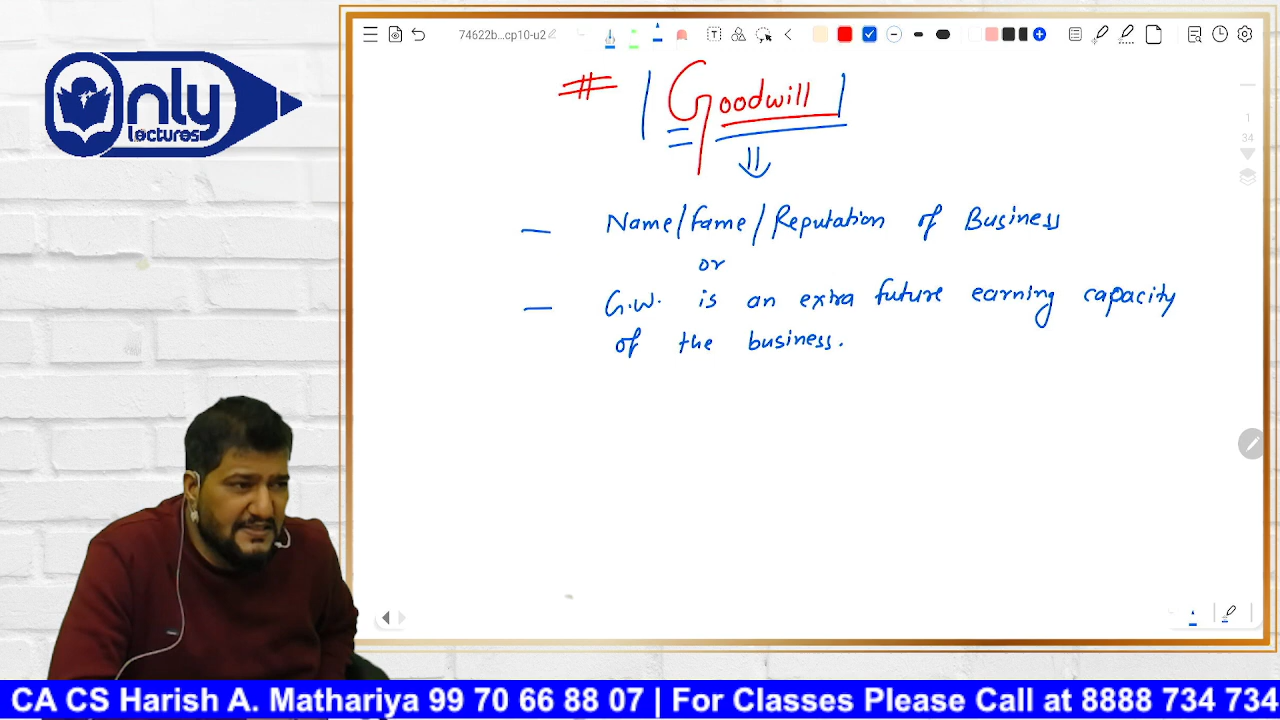 Only
Lectures
74622b...cp10-u2
# Goodwill
1
34
— Name/Fame/Reputation of Business
or
— G.W. is an extra future earning capacity
of the business.
CA CS Harish A. Mathariya 99 70 66 88 07 | For Classes Please Call at 8888 734 734